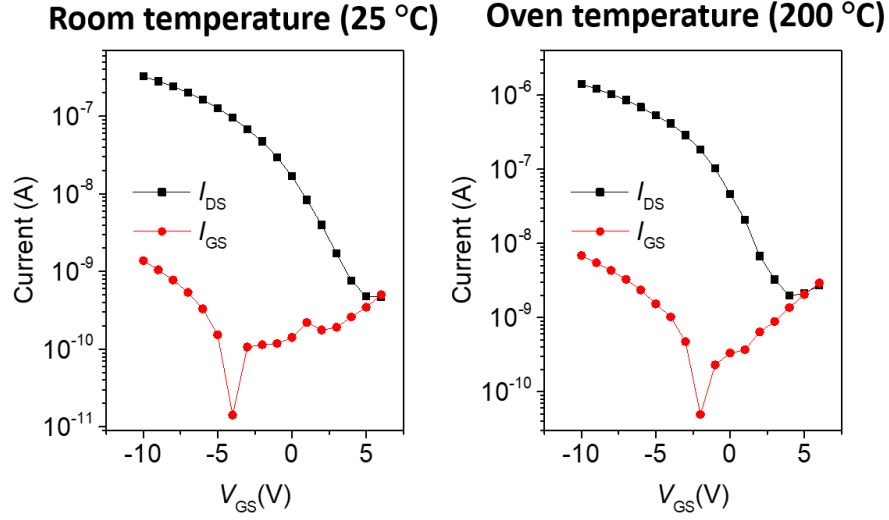 Room temperature (25 °C)
Current (A)
10⁻⁷
10⁻⁸
10⁻⁹
10⁻¹⁰
10⁻¹¹
I_DS
I_GS
-10 -5 0 5
V_GS(V)
Oven temperature (200 °C)
Current (A)
10⁻⁶
10⁻⁷
10⁻⁸
10⁻⁹
10⁻¹⁰
I_DS
I_GS
-10 -5 0 5
V_GS(V)